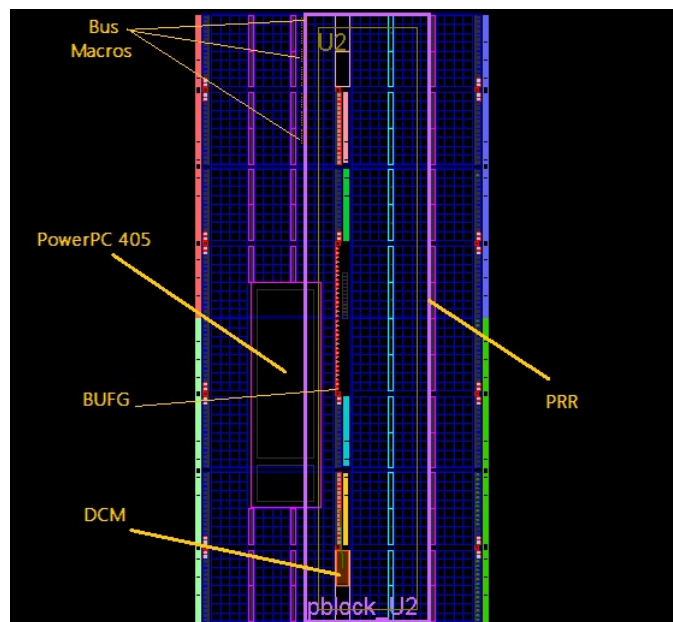 Bus
Macros
U2
PowerPC 405
BUFG
PRR
DCM
pblock_U2